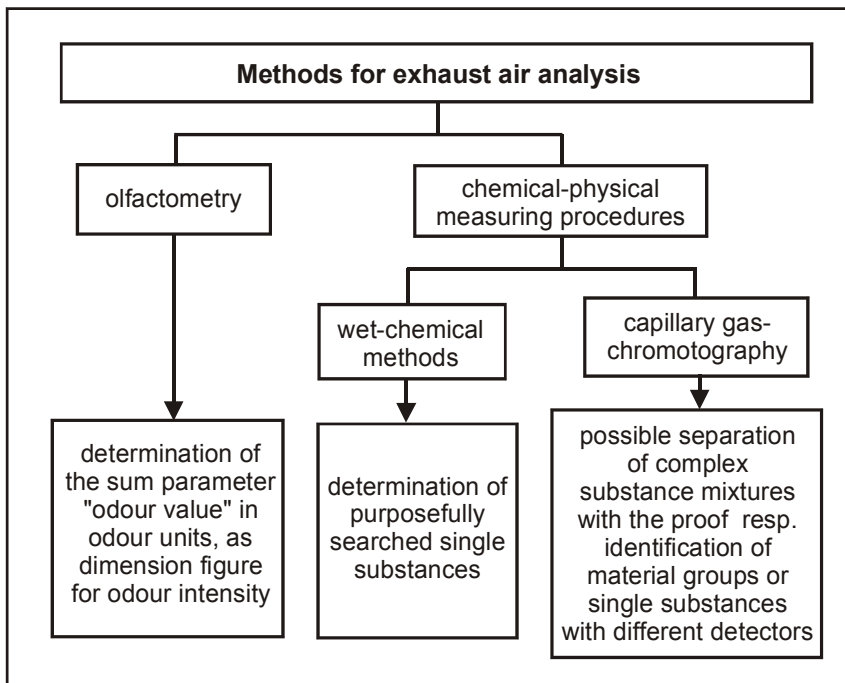 Methods for exhaust air analysis
olfactometry
chemical-physical
measuring procedures
wet-chemical
methods
capillary gas-
chromotography
determination of
the sum parameter
"odour value" in
odour units, as
dimension figure
for odour intensity
determination of
purposefully
searched single
substances
possible separation
of complex
substance mixtures
with the proof resp.
identification of
material groups or
single substances
with different detectors